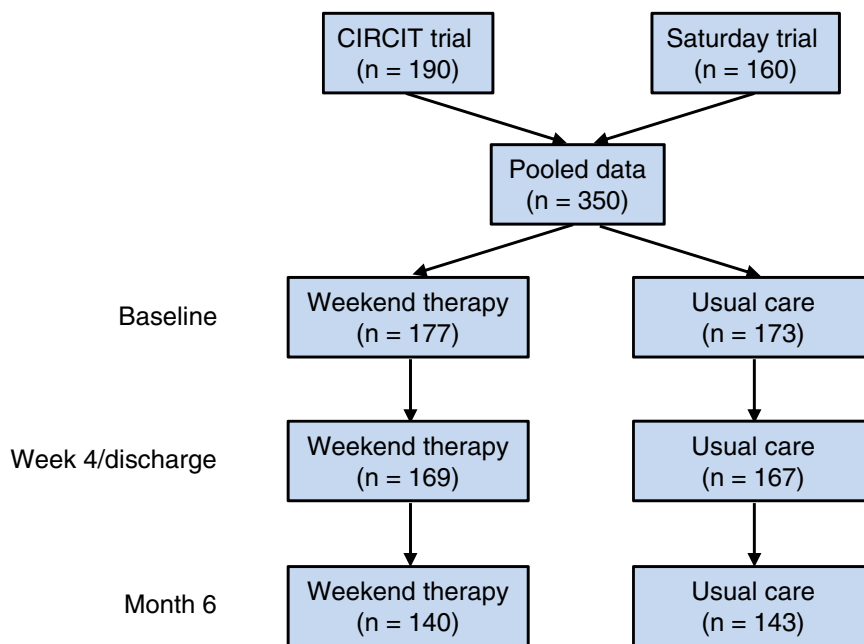 CIRCIT trial
(n = 190)
Saturday trial
(n = 160)
Pooled data
(n = 350)
Baseline
Weekend therapy
(n = 177)
Usual care
(n = 173)
Week 4/discharge
Weekend therapy
(n = 169)
Usual care
(n = 167)
Month 6
Weekend therapy
(n = 140)
Usual care
(n = 143)